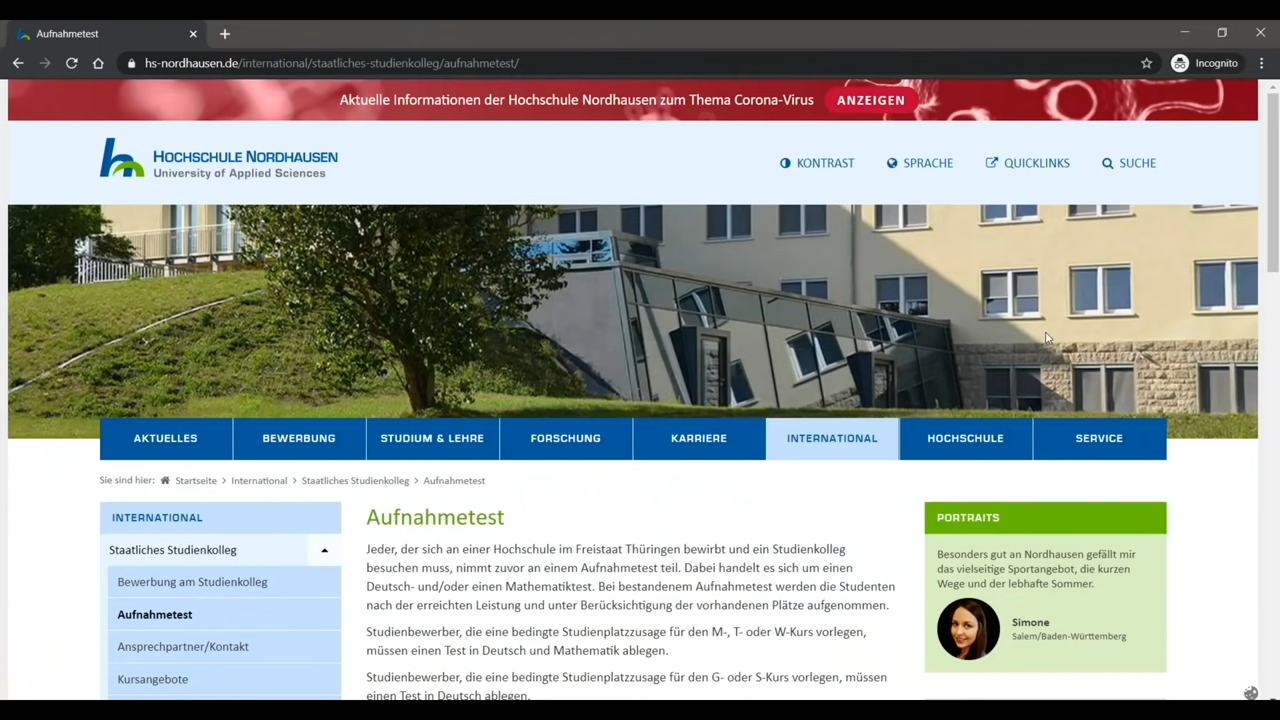 Aufnahmetest
hs-nordhausen.de/international/staatliches-studienkolleg/aufnahmetest/
Incognito
Aktuelle Informationen der Hochschule Nordhausen zum Thema Corona-Virus ANZEIGEN
HOCHSCHULE NORDHAUSEN
University of Applied Sciences
KONTRAST SPRACHE QUICKLINKS SUCHE
AKTUELLES BEWERBUNG STUDIUM & LEHRE FORSCHUNG KARRIERE INTERNATIONAL HOCHSCHULE SERVICE
Sie sind hier: Startseite > International > Staatliches Studienkolleg > Aufnahmetest
INTERNATIONAL
Staatliches Studienkolleg
Bewerbung am Studienkolleg
Aufnahmetest
Ansprechpartner/Kontakt
Kursangebote
Aufnahmetest
Jeder, der sich an einer Hochschule im Freistaat Thüringen bewirbt und ein Studienkolleg
besuchen muss, nimmt zuvor an einem Aufnahmetest teil. Dabei handelt es sich um einen
Deutsch- und/oder einen Mathematiktest. Bei bestandenem Aufnahmetest werden die Studenten
nach der erreichten Leistung und unter Berücksichtigung der vorhandenen Plätze aufgenommen.
Studienbewerber, die eine bedingte Studienplatzzusage für den M-, T- oder W-Kurs vorlegen,
müssen einen Test in Deutsch und Mathematik ablegen.
Studienbewerber, die eine bedingte Studienplatzzusage für den G- oder S-Kurs vorlegen, müssen
einen Test in Deutsch ablegen.
PORTRAITS
Besonders gut an Nordhausen gefällt mir
das vielseitige Sportangebot, die kurzen
Wege und der lebhafte Sommer.
Simone
Salem/Baden-Württemberg